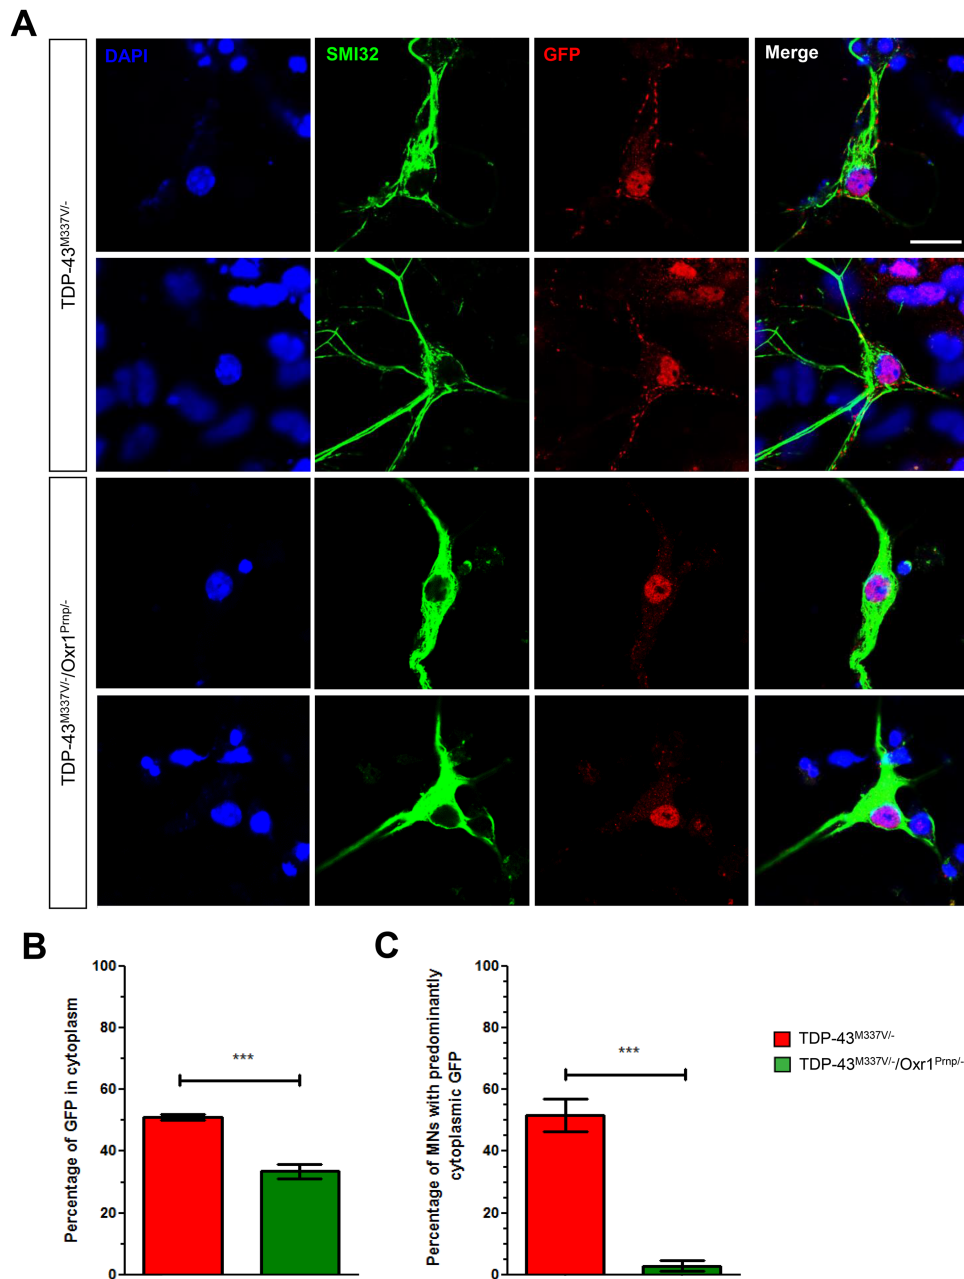 A
DAPI
SMI32
GFP
Merge
TDP-43M337V/-
TDP-43M337V/-/Oxr1Prnp/-
B
C
100
80
60
40
20
0
Percentage of GFP in cytoplasm
***
100
80
60
40
20
0
Percentage of MNs with predominantly
cytoplasmic GFP
***
TDP-43M337V/-
TDP-43M337V/-/Oxr1Prnp/-